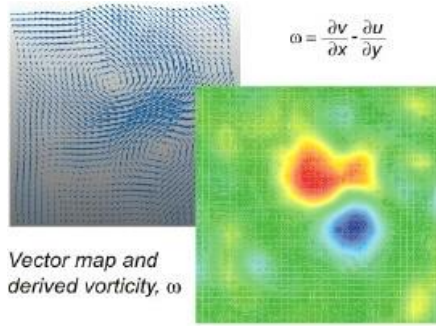 ω = ∂v/∂x - ∂u/∂y
Vector map and
derived vorticity, ω